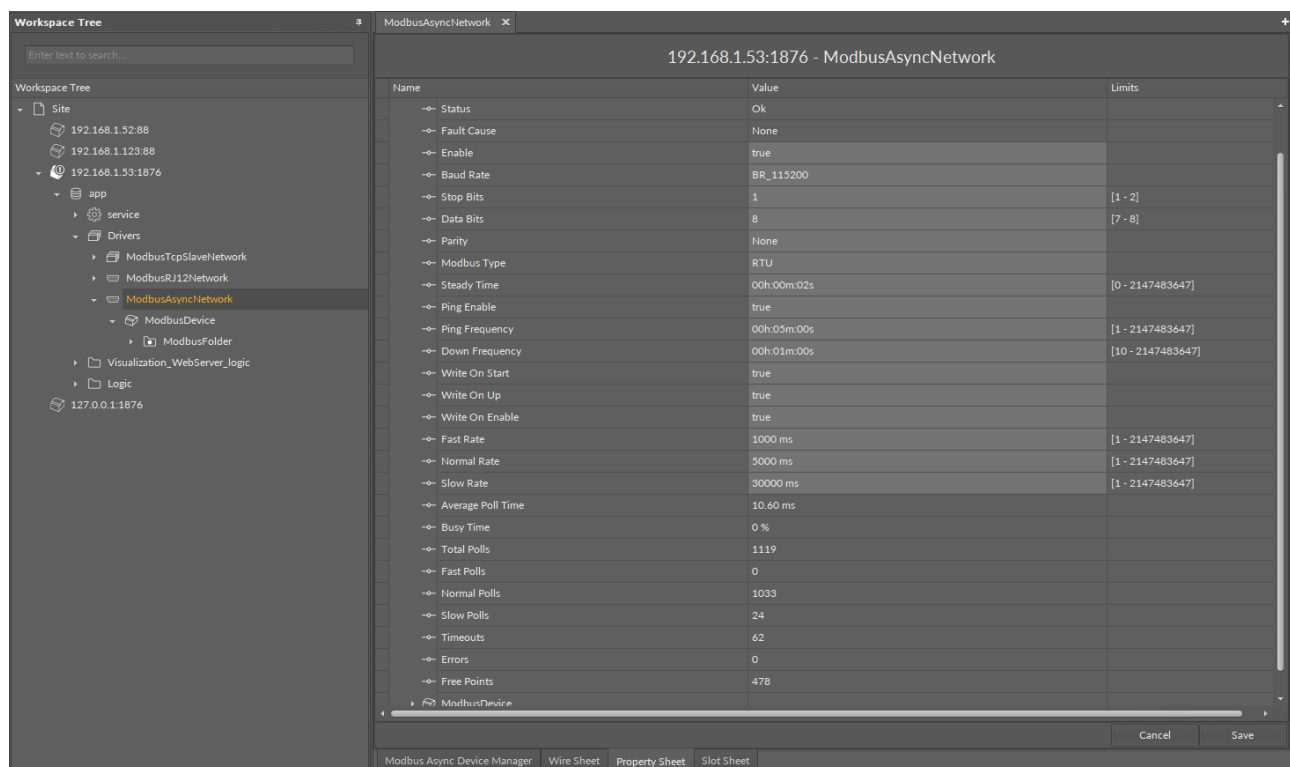 Workspace Tree
Enter text to search...
Workspace Tree
Site
192.168.1.52:88
192.168.1.123:88
192.168.1.53:1876
app
service
Drivers
ModbusTcpSlaveNetwork
ModbusRJ12Network
ModbusAsyncNetwork
ModbusDevice
ModbusFolder
Visualization_WebServer_logic
Logic
127.0.0.1:1876
ModbusAsyncNetwork
192.168.1.53:1876 - ModbusAsyncNetwork
Name Value Limits
Status Ok
Fault Cause None
Enable true
Baud Rate BR_115200
Stop Bits 1 [1 - 2]
Data Bits 8 [7 - 8]
Parity None
Modbus Type RTU
Steady Time 00h:00m:02s [0 - 2147483647]
Ping Enable true
Ping Frequency 00h:05m:00s [1 - 2147483647]
Down Frequency 00h:01m:00s [10 - 2147483647]
Write On Start true
Write On Up true
Write On Enable true
Fast Rate 1000 ms [1 - 2147483647]
Normal Rate 5000 ms [1 - 2147483647]
Slow Rate 30000 ms [1 - 2147483647]
Average Poll Time 10.60 ms
Busy Time 0 %
Total Polls 1119
Fast Polls 0
Normal Polls 1033
Slow Polls 24
Timeouts 62
Errors 0
Free Points 478
ModbusDevice
Cancel Save
Modbus Async Device Manager Wire Sheet Property Sheet Slot Sheet